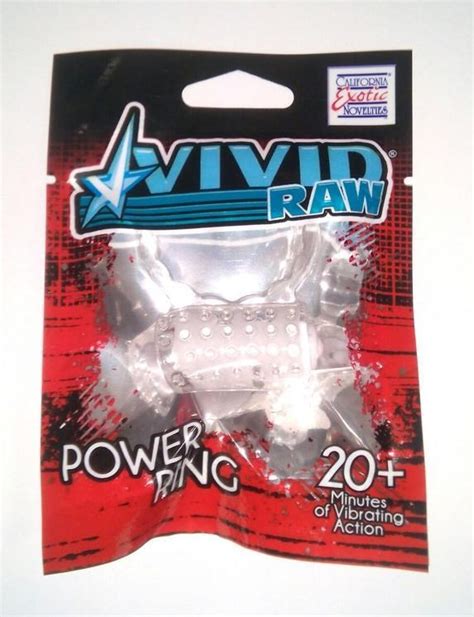 CALIFORNIA
Exotic
NOVELTIES
VIVID®
RAW
POWER
RING
20+
Minutes
of Vibrating
Action